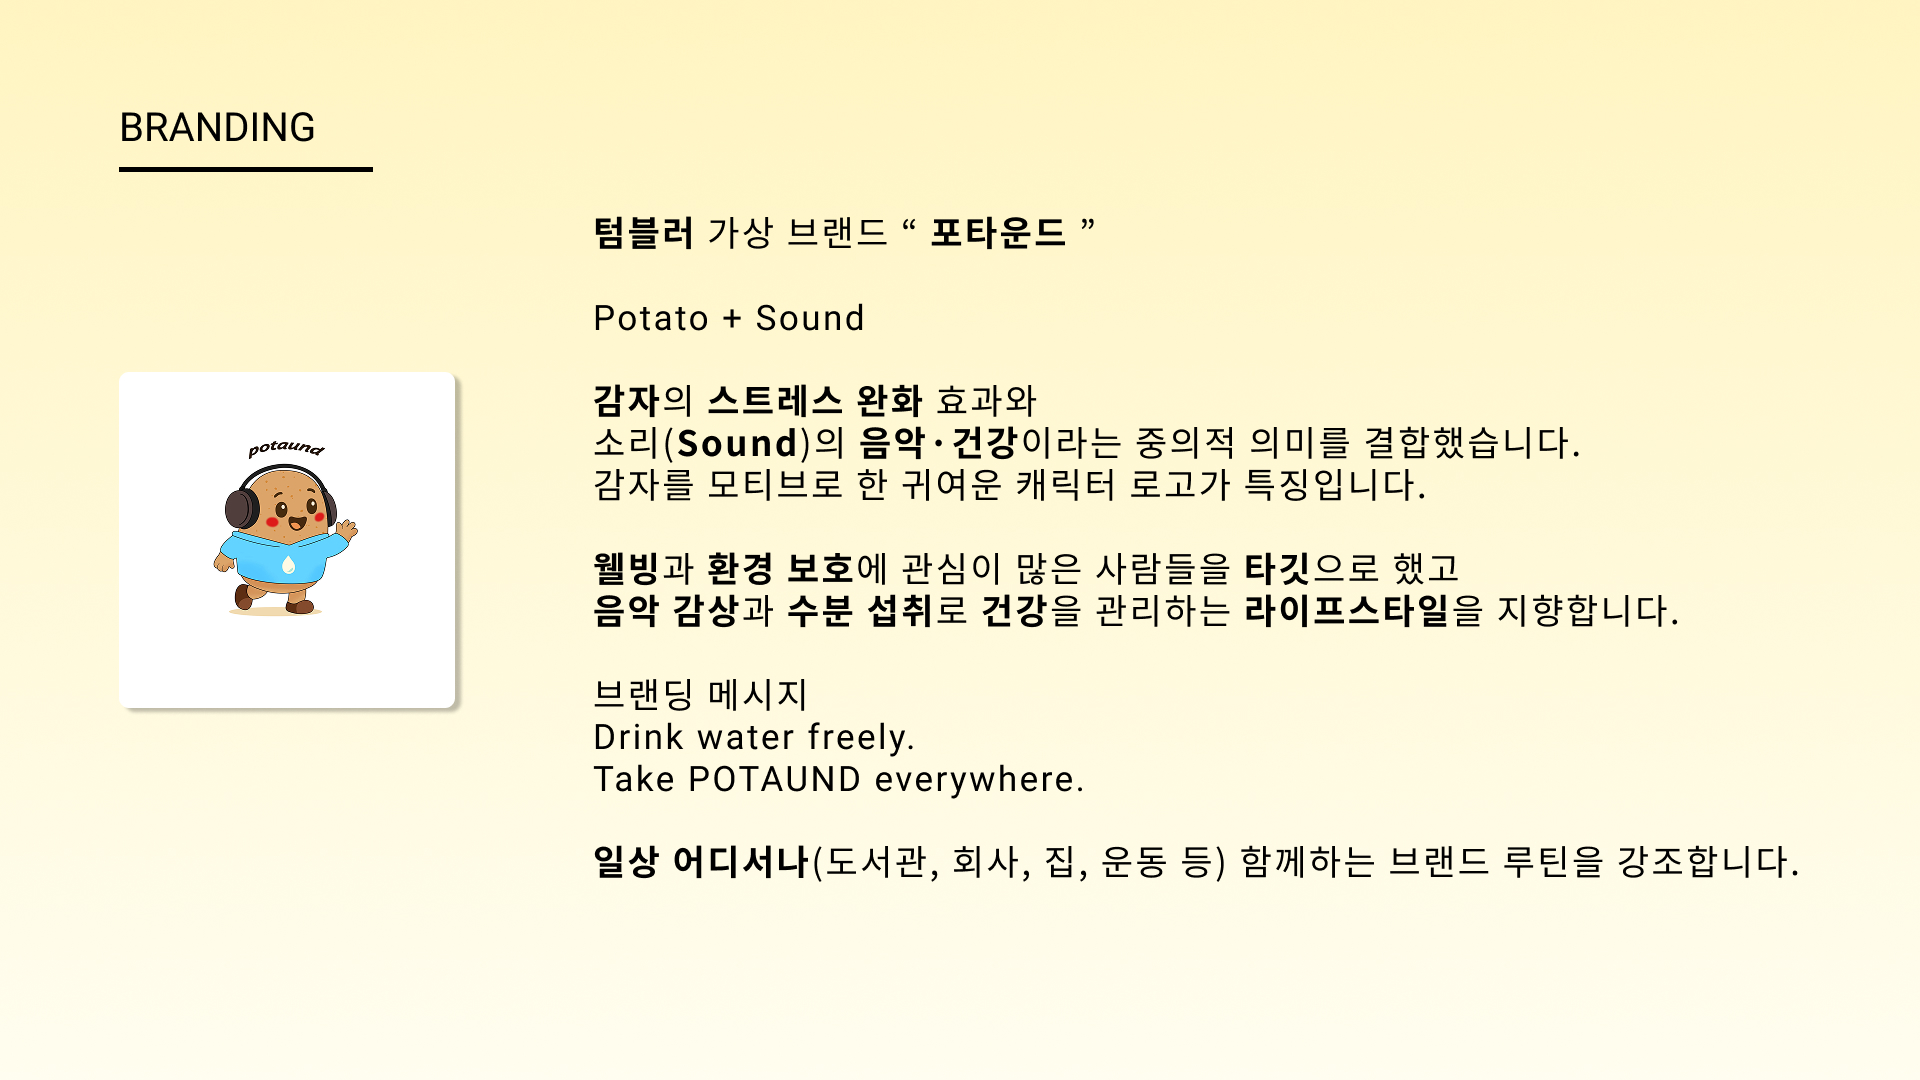 BRANDING
텀블러 가상 브랜드 “ 포타운드 ”
Potato + Sound
potaund
감자의 스트레스 완화 효과와
소리(Sound)의 음악·건강이라는 중의적 의미를 결합했습니다.
감자를 모티브로 한 귀여운 캐릭터 로고가 특징입니다.
웰빙과 환경 보호에 관심이 많은 사람들을 타깃으로 했고
음악 감상과 수분 섭취로 건강을 관리하는 라이프스타일을 지향합니다.
브랜딩 메시지
Drink water freely.
Take POTAUND everywhere.
일상 어디서나(도서관, 회사, 집, 운동 등) 함께하는 브랜드 루틴을 강조합니다.